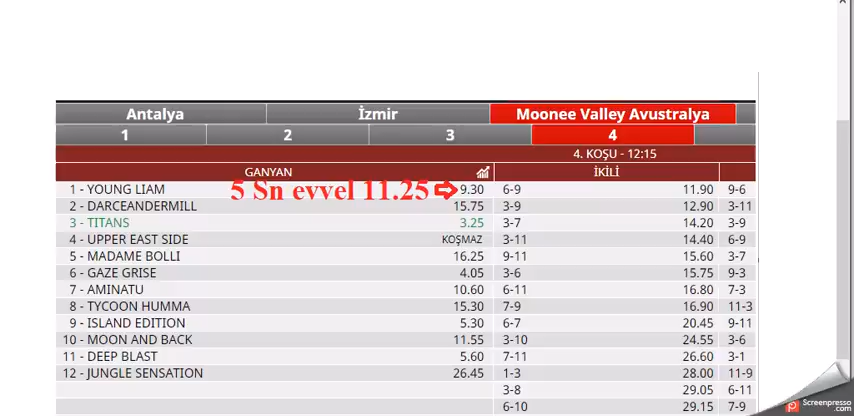 Antalya İzmir Moonee Valley Avustralya
1 2 3 4
4. KOŞU - 12:15
GANYAN İKİLİ
5 Sn evvel 11.25
1 - YOUNG LIAM 9.30 6-9 11.90 9-6
2 - DARCEANDERMILL 15.75 3-9 12.90 3-11
3 - TITANS 3.25 3-7 14.20 3-9
4 - UPPER EAST SIDE KOŞMAZ 3-11 14.40 6-9
5 - MADAME BOLLI 16.25 9-11 15.60 3-7
6 - GAZE GRISE 4.05 3-6 15.75 9-3
7 - AMINATU 10.60 6-11 16.80 7-3
8 - TYCOON HUMMA 15.30 7-9 16.90 11-3
9 - ISLAND EDITION 5.30 6-7 20.45 9-11
10 - MOON AND BACK 11.55 3-10 24.55 3-6
11 - DEEP BLAST 5.60 7-11 26.60 3-1
12 - JUNGLE SENSATION 26.45 1-3 28.00 11-9
3-8 29.05 6-11
6-10 29.15 7-9
Screenpresso
.com